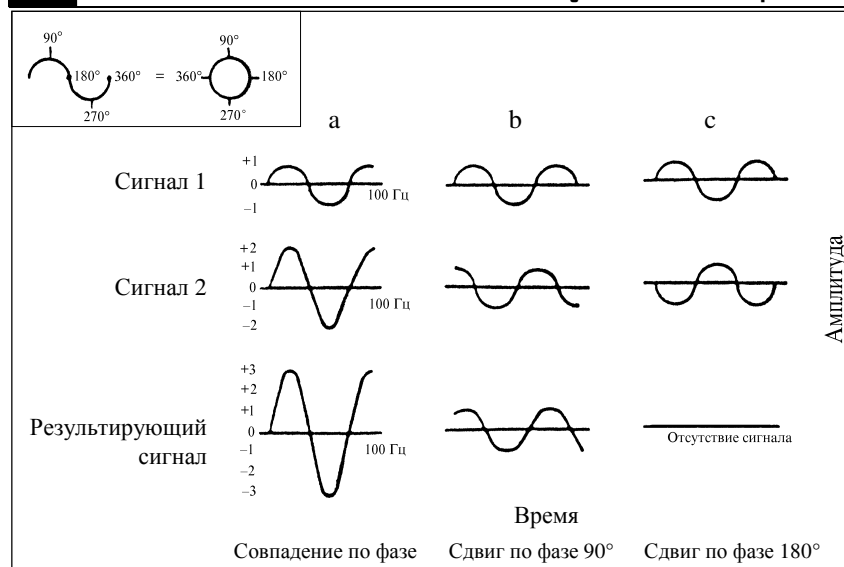 90°
90°
180°
360°
=
360°
180°
270°
270°
a
b
c
Сигнал 1
+1
0
−1
100 Гц
Сигнал 2
+2
+1
0
−1
−2
100 Гц
Амплитуда
Результирующий
сигнал
+3
+2
+1
0
−1
−2
−3
100 Гц
Отсутствие сигнала
Время
Совпадение по фазе
Сдвиг по фазе 90°
Сдвиг по фазе 180°